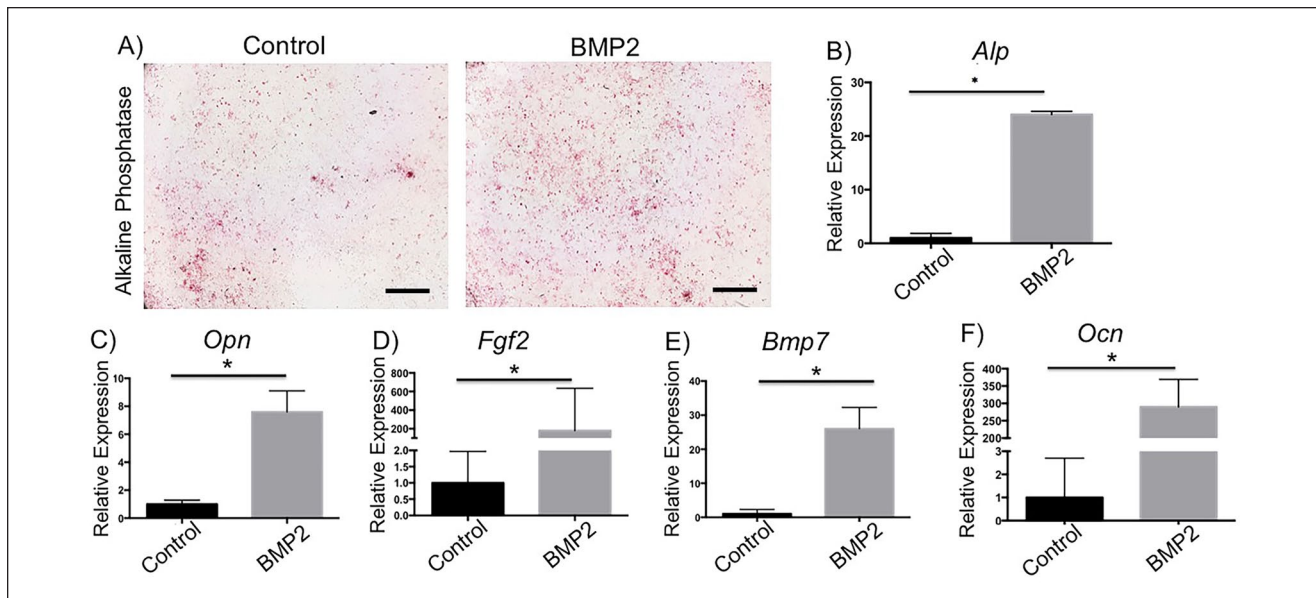 A)
Control
BMP2
Alkaline Phosphatase
B)
Alp
*
Relative Expression
30
20
10
0
Control
BMP2
C)
Opn
*
Relative Expression
10
8
6
4
2
0
Control
BMP2
D)
Fgf2
*
Relative Expression
800
600
400
200
2.0
1.5
1.0
0.5
0.0
Control
BMP2
E)
Bmp7
*
Relative Expression
40
30
20
10
0
Control
BMP2
F)
Ocn
*
Relative Expression
400
350
300
250
200
3
2
1
0
Control
BMP2